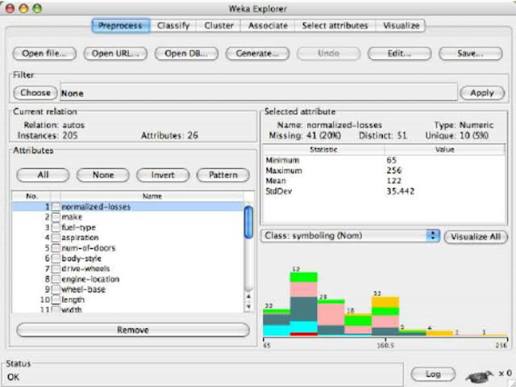 Weka Explorer
Preprocess Classify Cluster Associate Select attributes Visualize
Open file... Open URL... Open DB... Generate... Undo Edit... Save...
Filter
Choose None Apply
Current relation
Relation: autos
Instances: 205 Attributes: 26
Attributes
All None Invert Pattern
No. Name
1 normalized-losses
2 make
3 fuel-type
4 aspiration
5 num-of-doors
6 body-style
7 drive-wheels
8 engine-location
9 wheel-base
10 length
11 width
Remove
Selected attribute
Name: normalized-losses Type: Numeric
Missing: 41 (20%) Distinct: 51 Unique: 10 (5%)
Statistic Value
Minimum 65
Maximum 256
Mean 122
StdDev 35.442
Class: symboling (Nom) Visualize All
65 160.5 256
Status
OK
Log x 0